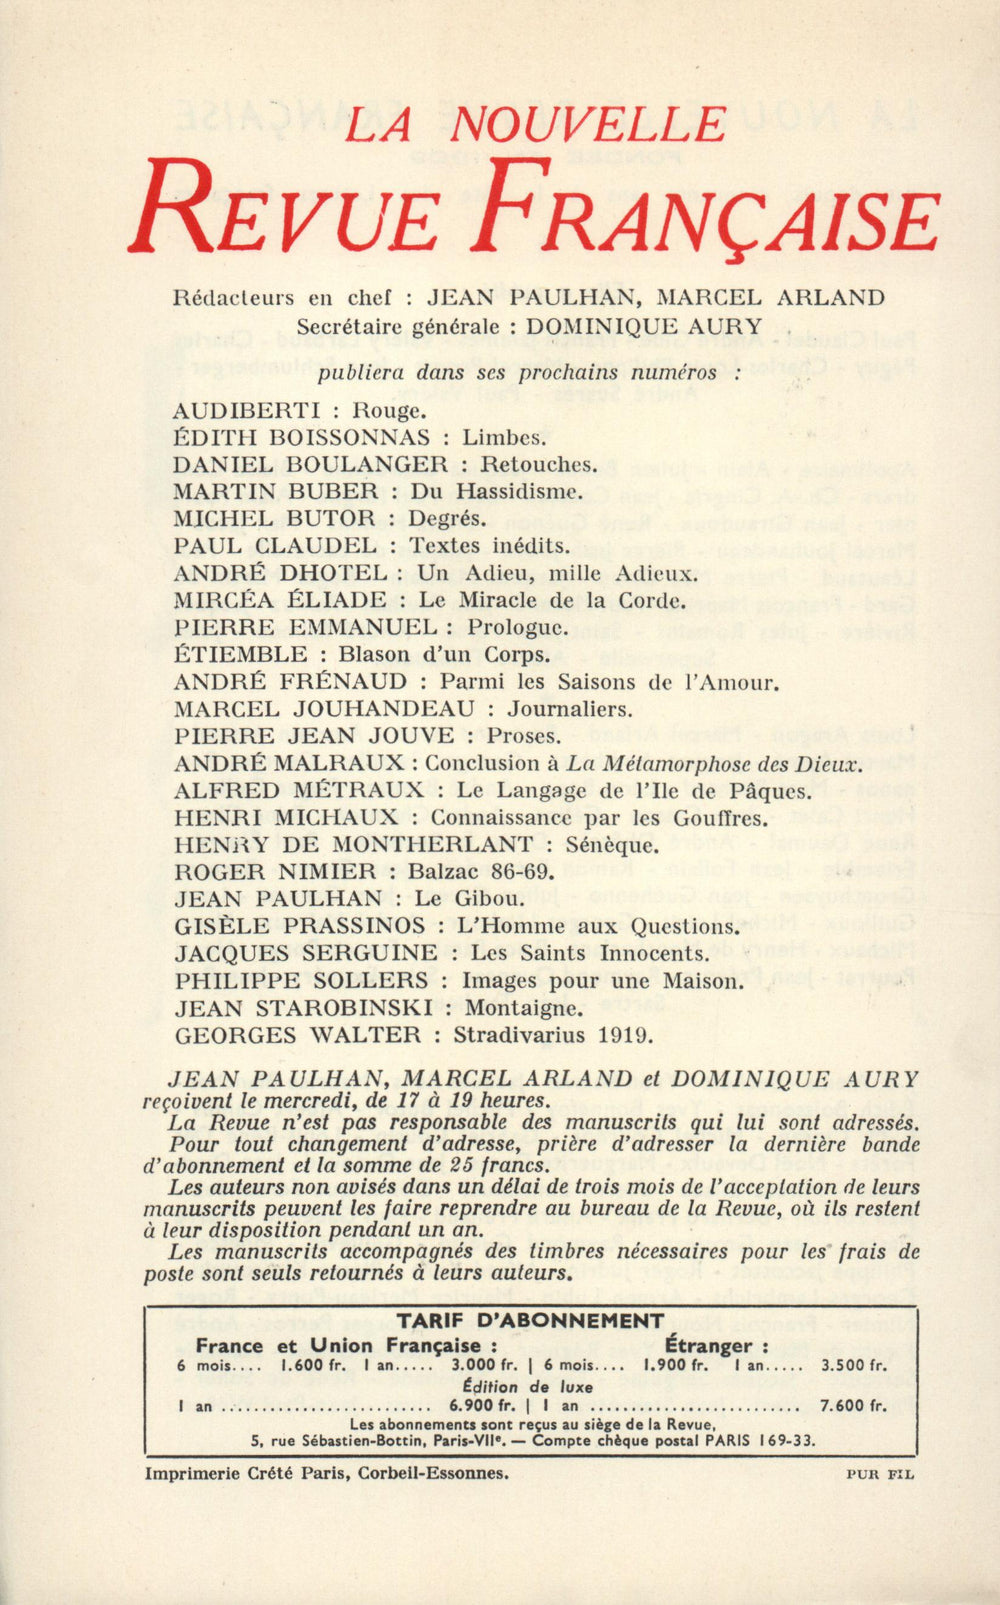 LA NOUVELLE
REVUE FRANÇAISE
Rédacteurs en chef : JEAN PAULHAN, MARCEL ARLAND
Secrétaire générale : DOMINIQUE AURY
publiera dans ses prochains numéros :
AUDIBERTI : Rouge.
ÉDITH BOISSONNAS : Limbes.
DANIEL BOULANGER : Retouches.
MARTIN BUBER : Du Hassidisme.
MICHEL BUTOR : Degrés.
PAUL CLAUDEL : Textes inédits.
ANDRÉ DHOTEL : Un Adieu, mille Adieux.
MIRCÉA ÉLIADE : Le Miracle de la Corde.
PIERRE EMMANUEL : Prologue.
ÉTIEMBLE : Blason d'un Corps.
ANDRÉ FRÉNAUD : Parmi les Saisons de l'Amour.
MARCEL JOUHANDEAU : Journaliers.
PIERRE JEAN JOUVE : Proses.
ANDRÉ MALRAUX : Conclusion à La Métamorphose des Dieux.
ALFRED MÉTRAUX : Le Langage de l'Ile de Pâques.
HENRI MICHAUX : Connaissance par les Gouffres.
HENRY DE MONTHERLANT : Sénèque.
ROGER NIMIER : Balzac 86-69.
JEAN PAULHAN : Le Gibou.
GISÈLE PRASSINOS : L'Homme aux Questions.
JACQUES SERGUINE : Les Saints Innocents.
PHILIPPE SOLLERS : Images pour une Maison.
JEAN STAROBINSKI : Montaigne.
GEORGES WALTER : Stradivarius 1919.
JEAN PAULHAN, MARCEL ARLAND et DOMINIQUE AURY
reçoivent le mercredi, de 17 à 19 heures.
La Revue n'est pas responsable des manuscrits qui lui sont adressés.
Pour tout changement d'adresse, prière d'adresser la dernière bande
d'abonnement et la somme de 25 francs.
Les auteurs non avisés dans un délai de trois mois de l'acceptation de leurs
manuscrits peuvent les faire reprendre au bureau de la Revue, où ils restent
à leur disposition pendant un an.
Les manuscrits accompagnés des timbres nécessaires pour les frais de
poste sont seuls retournés à leurs auteurs.
TARIF D'ABONNEMENT
France et Union Française : Étranger :
6 mois.... 1.600 fr. 1 an..... 3.000 fr. | 6 mois.... 1.900 fr. 1 an..... 3.500 fr.
Édition de luxe
1 an ........................ 6.900 fr. | 1 an ........................ 7.600 fr.
Les abonnements sont reçus au siège de la Revue,
5, rue Sébastien-Bottin, Paris-VIIe. — Compte chèque postal PARIS 169-33.
Imprimerie Crété Paris, Corbeil-Essonnes. PUR FIL